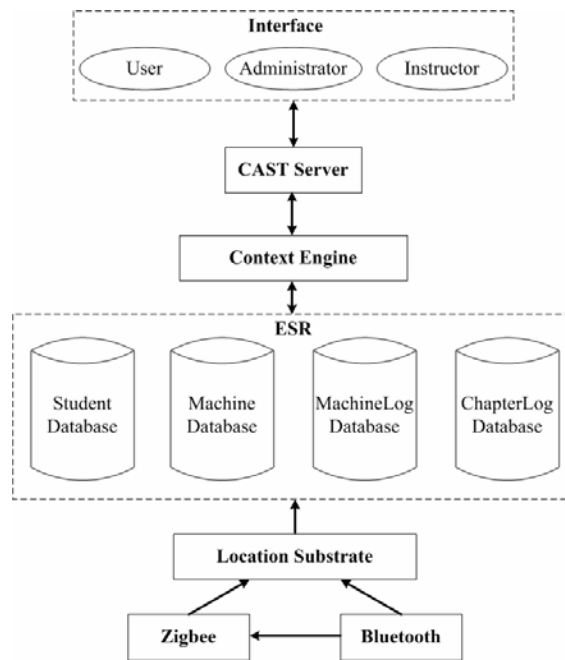 Interface
User
Administrator
Instructor
CAST Server
Context Engine
ESR
Student
Database
Machine
Database
MachineLog
Database
ChapterLog
Database
Location Substrate
Zigbee
Bluetooth